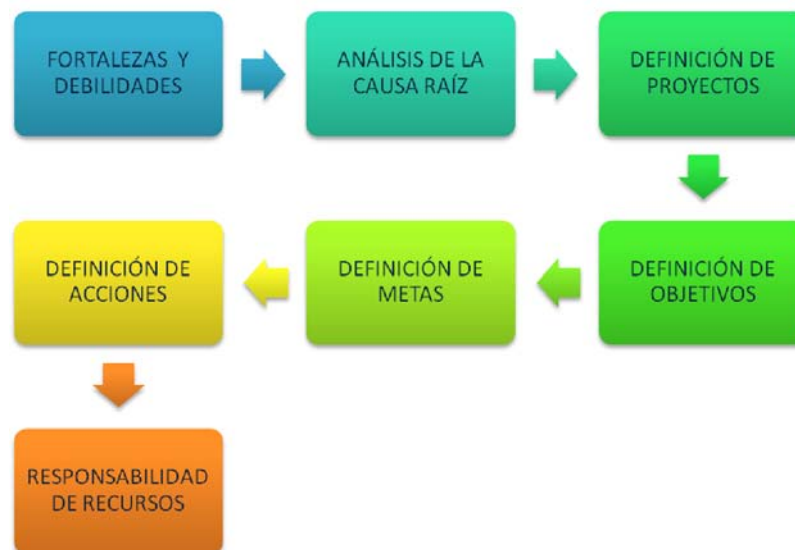 FORTALEZAS Y
DEBILIDADES
ANÁLISIS DE LA
CAUSA RAÍZ
DEFINICIÓN DE
PROYECTOS
DEFINICIÓN DE
OBJETIVOS
DEFINICIÓN DE
METAS
DEFINICIÓN DE
ACCIONES
RESPONSABILIDAD
DE RECURSOS